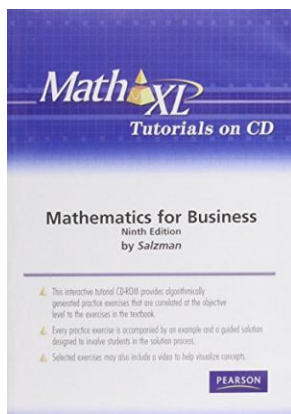 Math XL
Tutorials on CD
Mathematics for Business
Ninth Edition
by Salzman
This interactive tutorial CD-ROM provides algorithmically
generated practice exercises that are correlated at the objective
level to the exercises in the textbook.
Every practice exercise is accompanied by an example and a guided solution
designed to involve students in the solution process.
Selected exercises may also include a video to help visualize concepts.
PEARSON